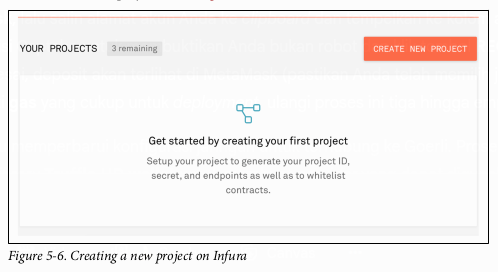 YOUR PROJECTS 3 remaining CREATE NEW PROJECT
Get started by creating your first project
Setup your project to generate your project ID,
secret, and endpoints as well as to whitelist
contracts.
Figure 5-6. Creating a new project on Infura